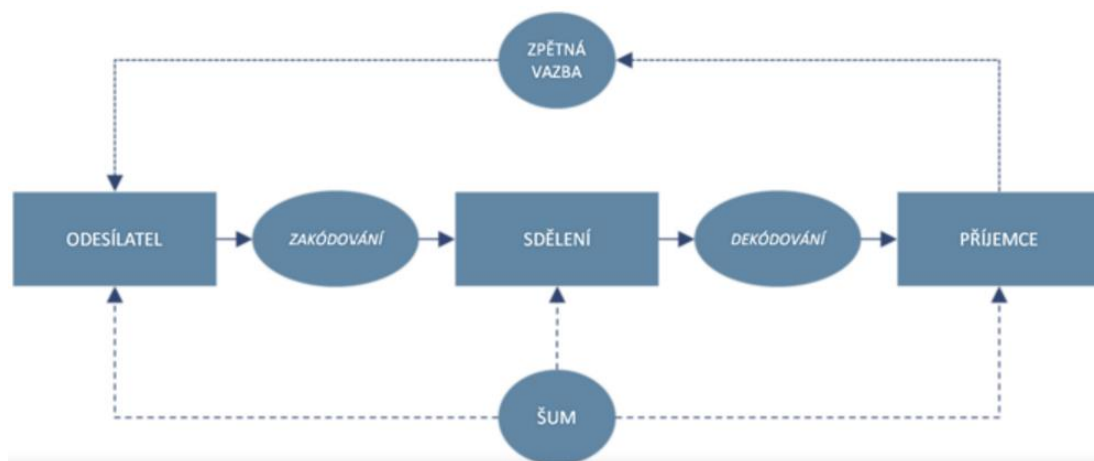 ZPĚTNÁ
VAZBA
ODESÍLATEL
ZAKÓDOVÁNÍ
SDĚLENÍ
DEKÓDOVÁNÍ
PŘÍJEMCE
ŠUM